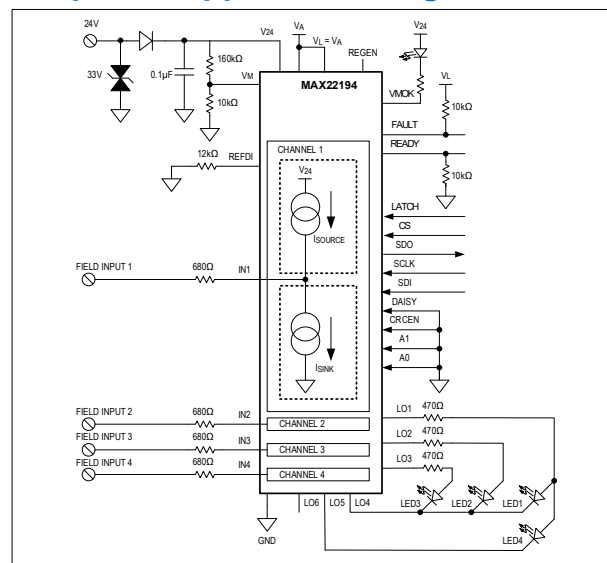 24V
V24
VA
VL = VA
REGEN
V24
33V
0.1µF
160kΩ
VM
10kΩ
MAX22194
VMOK
VL
10kΩ
FAULT
READY
10kΩ
12kΩ
REFDI
CHANNEL 1
V24
ISOURCE
LATCH
CS
SDO
SCLK
SDI
FIELD INPUT 1
680Ω
IN1
DAISY
CRCEN
A1
A0
ISINK
FIELD INPUT 2
680Ω
IN2
CHANNEL 2
FIELD INPUT 3
680Ω
IN3
CHANNEL 3
FIELD INPUT 4
680Ω
IN4
CHANNEL 4
LO1
470Ω
LO2
470Ω
LO3
470Ω
LO6
LO5
LO4
LED3
LED2
LED1
LED4
GND